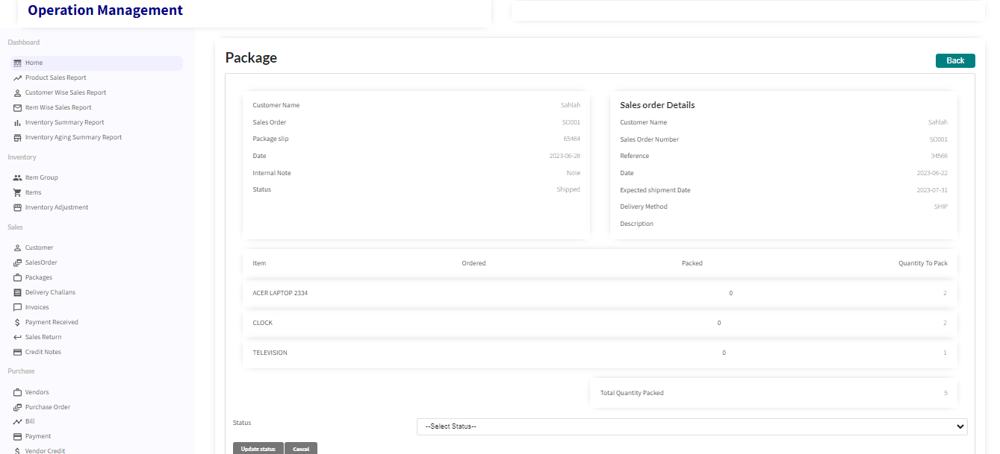 Operation Management
Dashboard
Home
Product Sales Report
Customer Wise Sales Report
Item Wise Sales Report
Inventory Summary Report
Inventory Aging Summary Report
Inventory
Item Group
Items
Inventory Adjustment
Sales
Customer
SalesOrder
Packages
Delivery Challans
Invoices
Payment Received
Sales Return
Credit Notes
Purchase
Vendors
Purchase Order
Bill
Payment
Vendor Credit
Package
Back
Customer Name Sahlah
Sales Order SO001
Package slip 65464
Date 2023-06-28
Internal Note Note
Status Shipped
Sales order Details
Customer Name Sahlah
Sales Order Number SO001
Reference 34566
Date 2023-06-22
Expected shipment Date 2023-07-31
Delivery Method SHIP
Description
Item Ordered Packed Quantity To Pack
ACER LAPTOP 2334 0 2
CLOCK 0 2
TELEVISION 0 1
Total Quantity Packed 5
Status --Select Status--
Update status Cancel